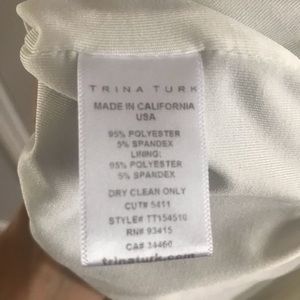 TRINA TURK
MADE IN CALIFORNIA
USA
95% POLYESTER
5% SPANDEX
LINING:
95% POLYESTER
5% SPANDEX
DRY CLEAN ONLY
CUT# 5411
STYLE# TT154510
RN# 93415
CA# 34460
trinaturk.com